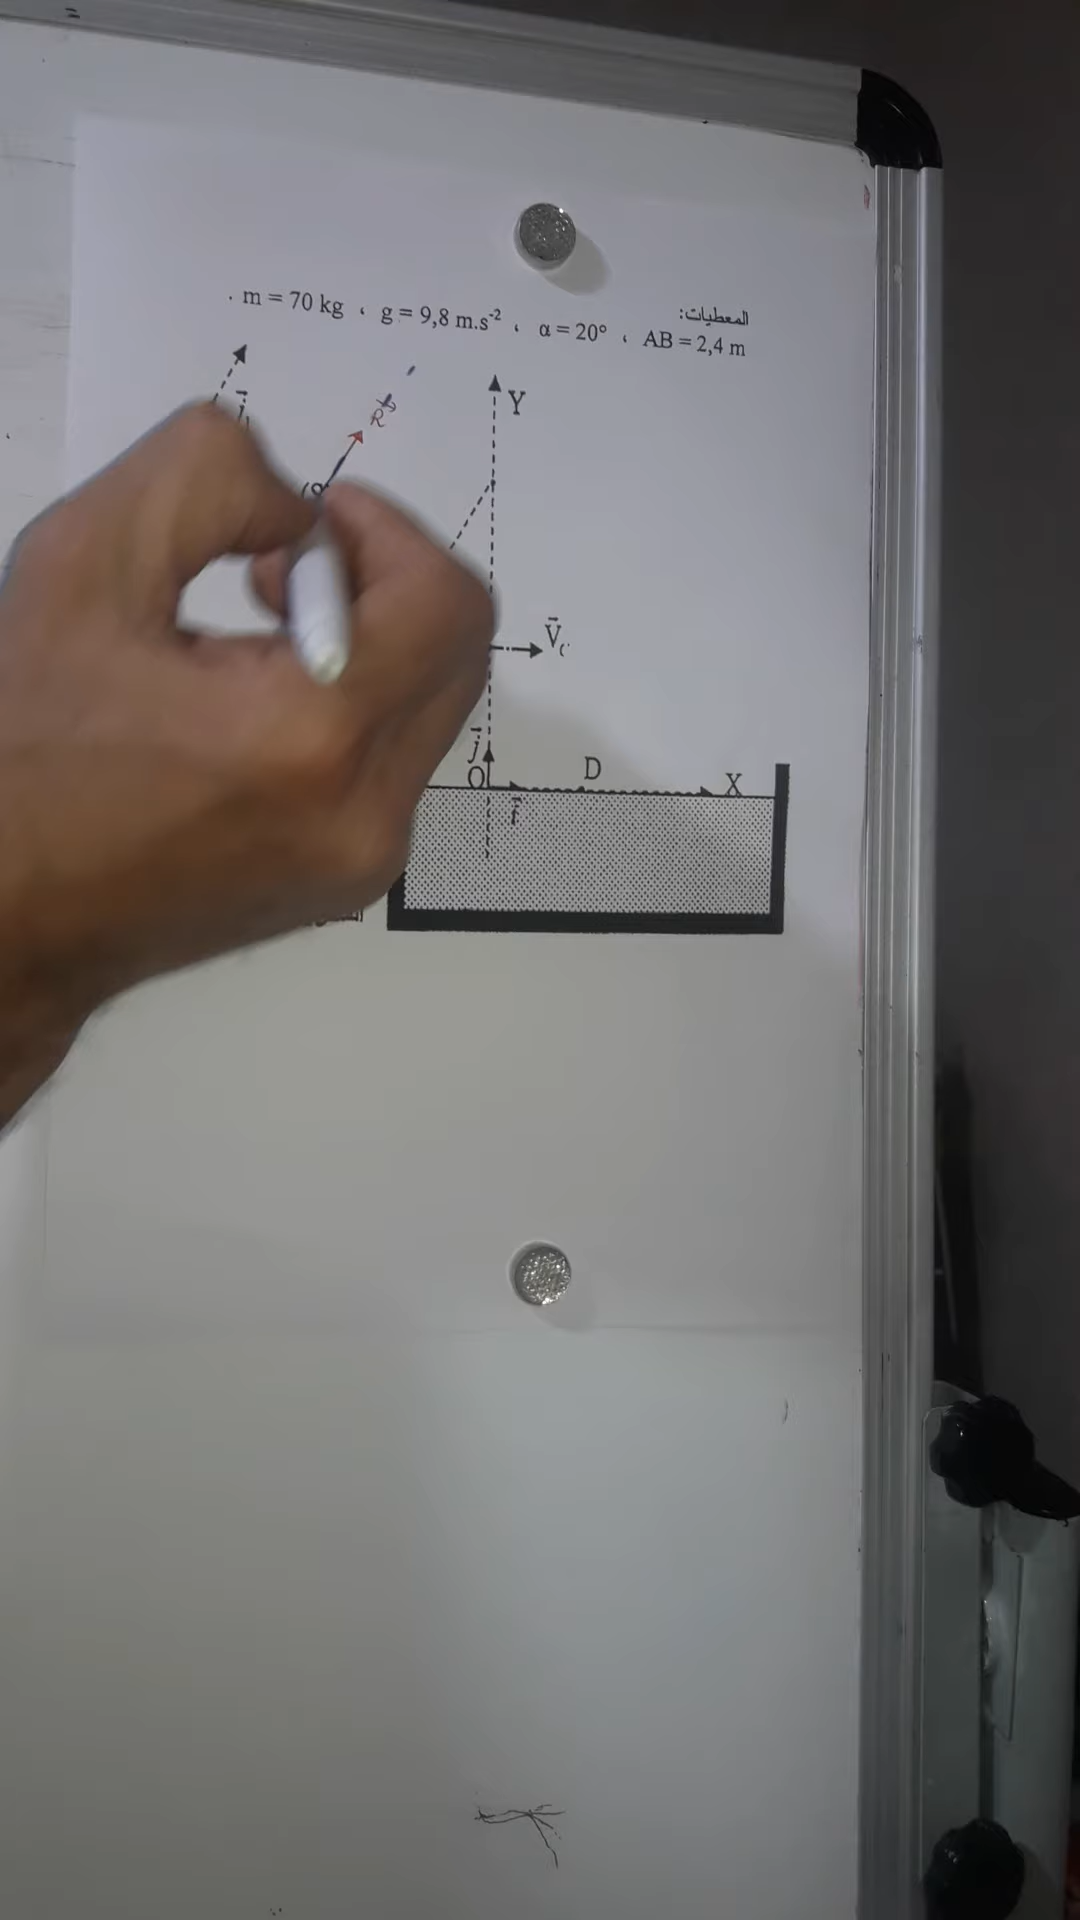 المعطيات:
. m = 70 kg ، g = 9,8 m.s⁻² ، α = 20° ، AB = 2,4 m
Y
R
V
j
O
D
X
i